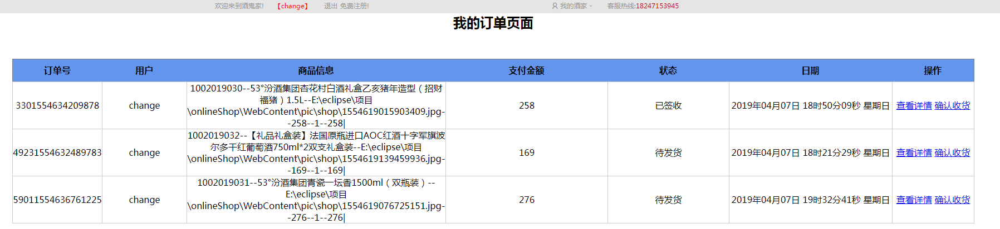 欢迎来到酒鬼家! 【change】 退出 免费注册! 我的酒家 客服热线:18247153945
我的订单页面
订单号 用户 商品信息 支付金额 状态 日期 操作
1002019030--53°汾酒集团杏花村白酒礼盒乙亥猪年造型（招财
福猪）1.5L--E:\eclipse\项目
3301554634209878 change \onlineShop\WebContent\pic\shop\1554619015903409.jpg- 258 已签收 2019年04月07日 18时50分09秒 星期日 查看详情 确认收货
-258--1--258|
1002019032--【礼品礼盒装】法国原瓶进口AOC红酒十字军旗波
尔多干红葡萄酒750ml*2双支礼盒装--E:\eclipse\项目
49231554632489783 change \onlineShop\WebContent\pic\shop\1554619139459936.jpg- 169 待发货 2019年04月07日 18时21分29秒 星期日 查看详情 确认收货
-169--1--169|
1002019031--53°汾酒集团青瓷一坛香1500ml（双瓶装）--
E:\eclipse\项目
59011554636761225 change \onlineShop\WebContent\pic\shop\1554619076725151.jpg- 276 待发货 2019年04月07日 19时32分41秒 星期日 查看详情 确认收货
-276--1--276|